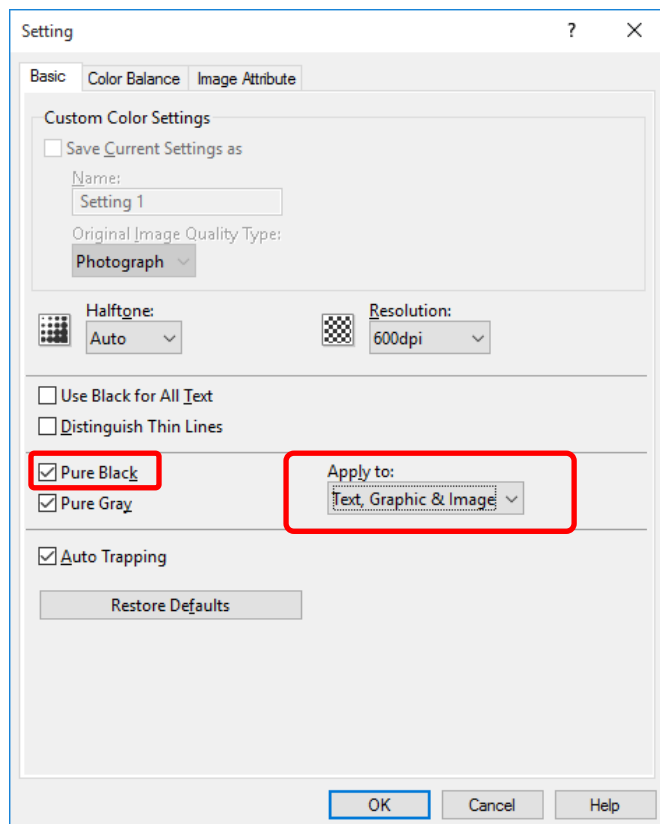 Setting ?
Basic Color Balance Image Attribute
Custom Color Settings
Save Current Settings as
Name:
Setting 1
Original Image Quality Type:
Photograph
Halftone: Resolution:
Auto 600dpi
Use Black for All Text
Distinguish Thin Lines
Pure Black Apply to:
Pure Gray Text, Graphic & Image
Auto Trapping
Restore Defaults
OK Cancel Help